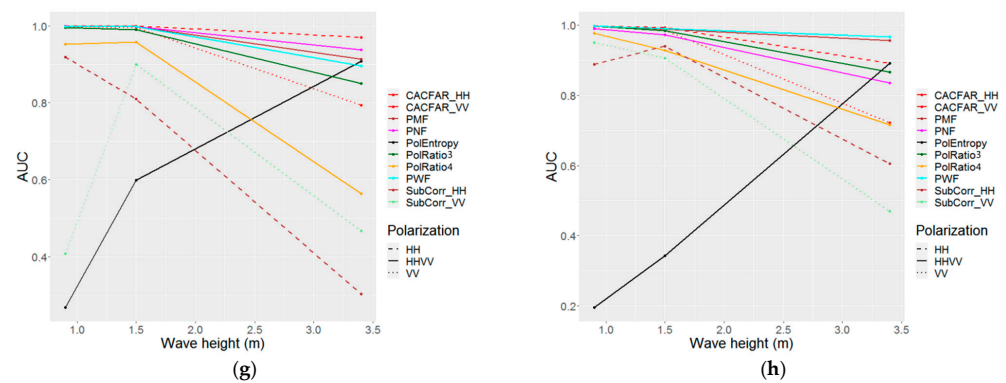 1.0
0.8
0.6
0.4
AUC
1.0
1.5
2.0
2.5
3.0
3.5
Wave height (m)
CACFAR_HH
CACFAR_VV
PMF
PNF
PolEntropy
PolRatio3
PolRatio4
PWF
SubCorr_HH
SubCorr_VV
Polarization
HH
HHVV
VV
(g)
1.0
0.8
0.6
0.4
0.2
AUC
1.0
1.5
2.0
2.5
3.0
3.5
Wave height (m)
CACFAR_HH
CACFAR_VV
PMF
PNF
PolEntropy
PolRatio3
PolRatio4
PWF
SubCorr_HH
SubCorr_VV
Polarization
HH
HHVV
VV
(h)